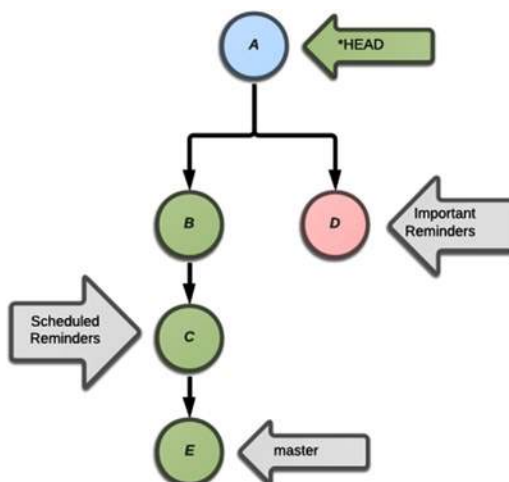 A
*HEAD
B
D
Important
Reminders
Scheduled
Reminders
C
E
master